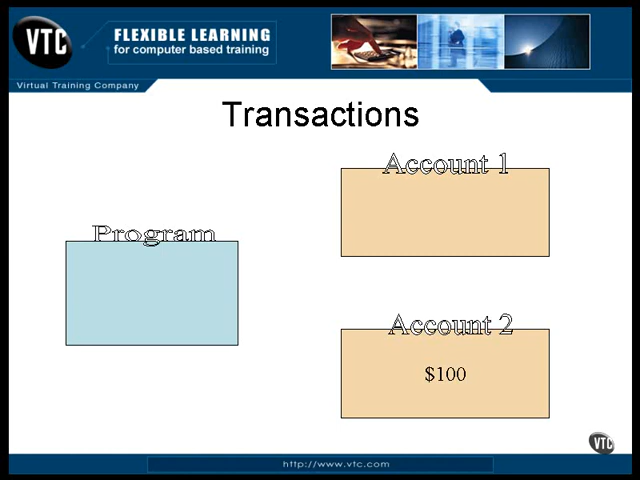 VTC
FLEXIBLE LEARNING
for computer based training
Virtual Training Company
Transactions
Account 1
Program
Account 2
$100
VTC
http://www.vtc.com